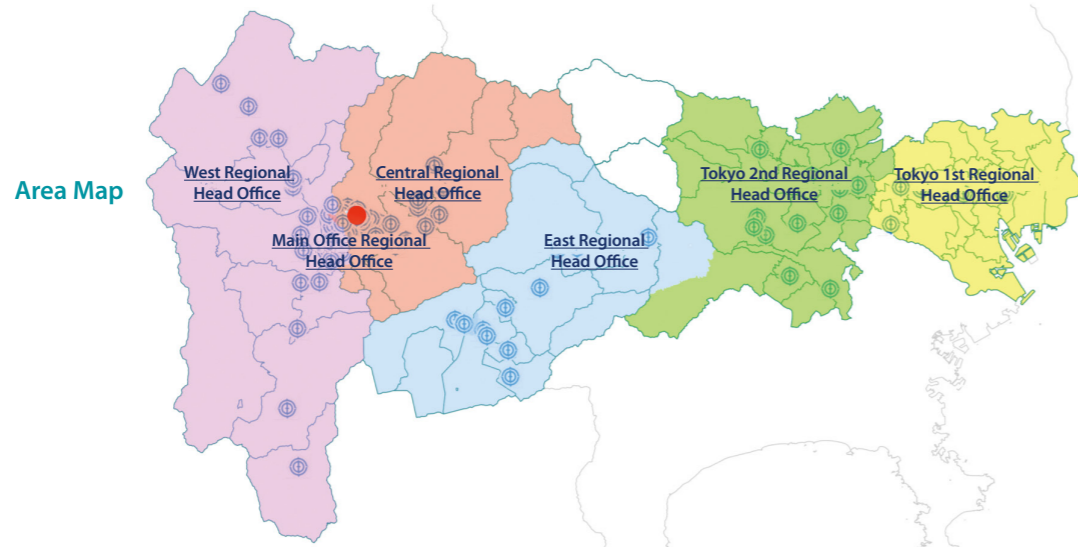 Area Map
West Regional
Head Office
Central Regional
Head Office
Main Office Regional
Head Office
East Regional
Head Office
Tokyo 2nd Regional
Head Office
Tokyo 1st Regional
Head Office